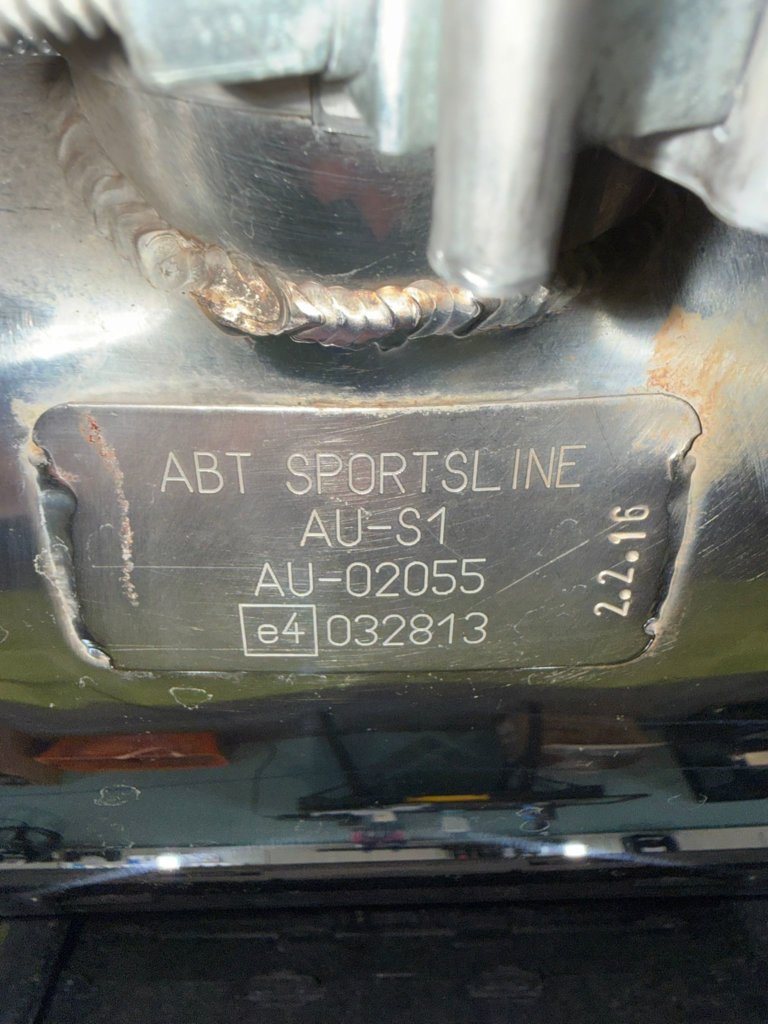 ABT SPORTSLINE
AU-S1
AU-02055
e4 032813
2.2.16